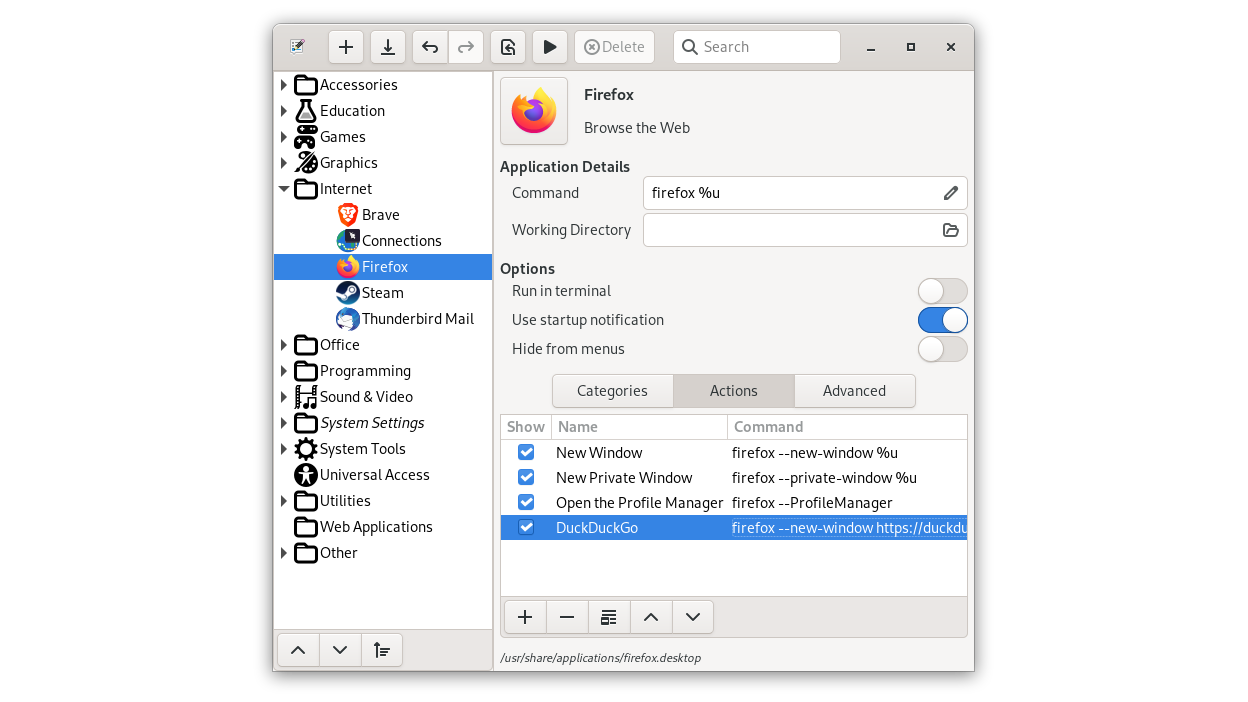 Delete
Search
Accessories
Education
Games
Graphics
Internet
Brave
Connections
Firefox
Steam
Thunderbird Mail
Office
Programming
Sound & Video
System Settings
System Tools
Universal Access
Utilities
Web Applications
Other
Firefox
Browse the Web
Application Details
Command firefox %u
Working Directory
Options
Run in terminal
Use startup notification
Hide from menus
Categories Actions Advanced
Show Name Command
New Window firefox --new-window %u
New Private Window firefox --private-window %u
Open the Profile Manager firefox --ProfileManager
DuckDuckGo firefox --new-window https://duckdu
/usr/share/applications/firefox.desktop